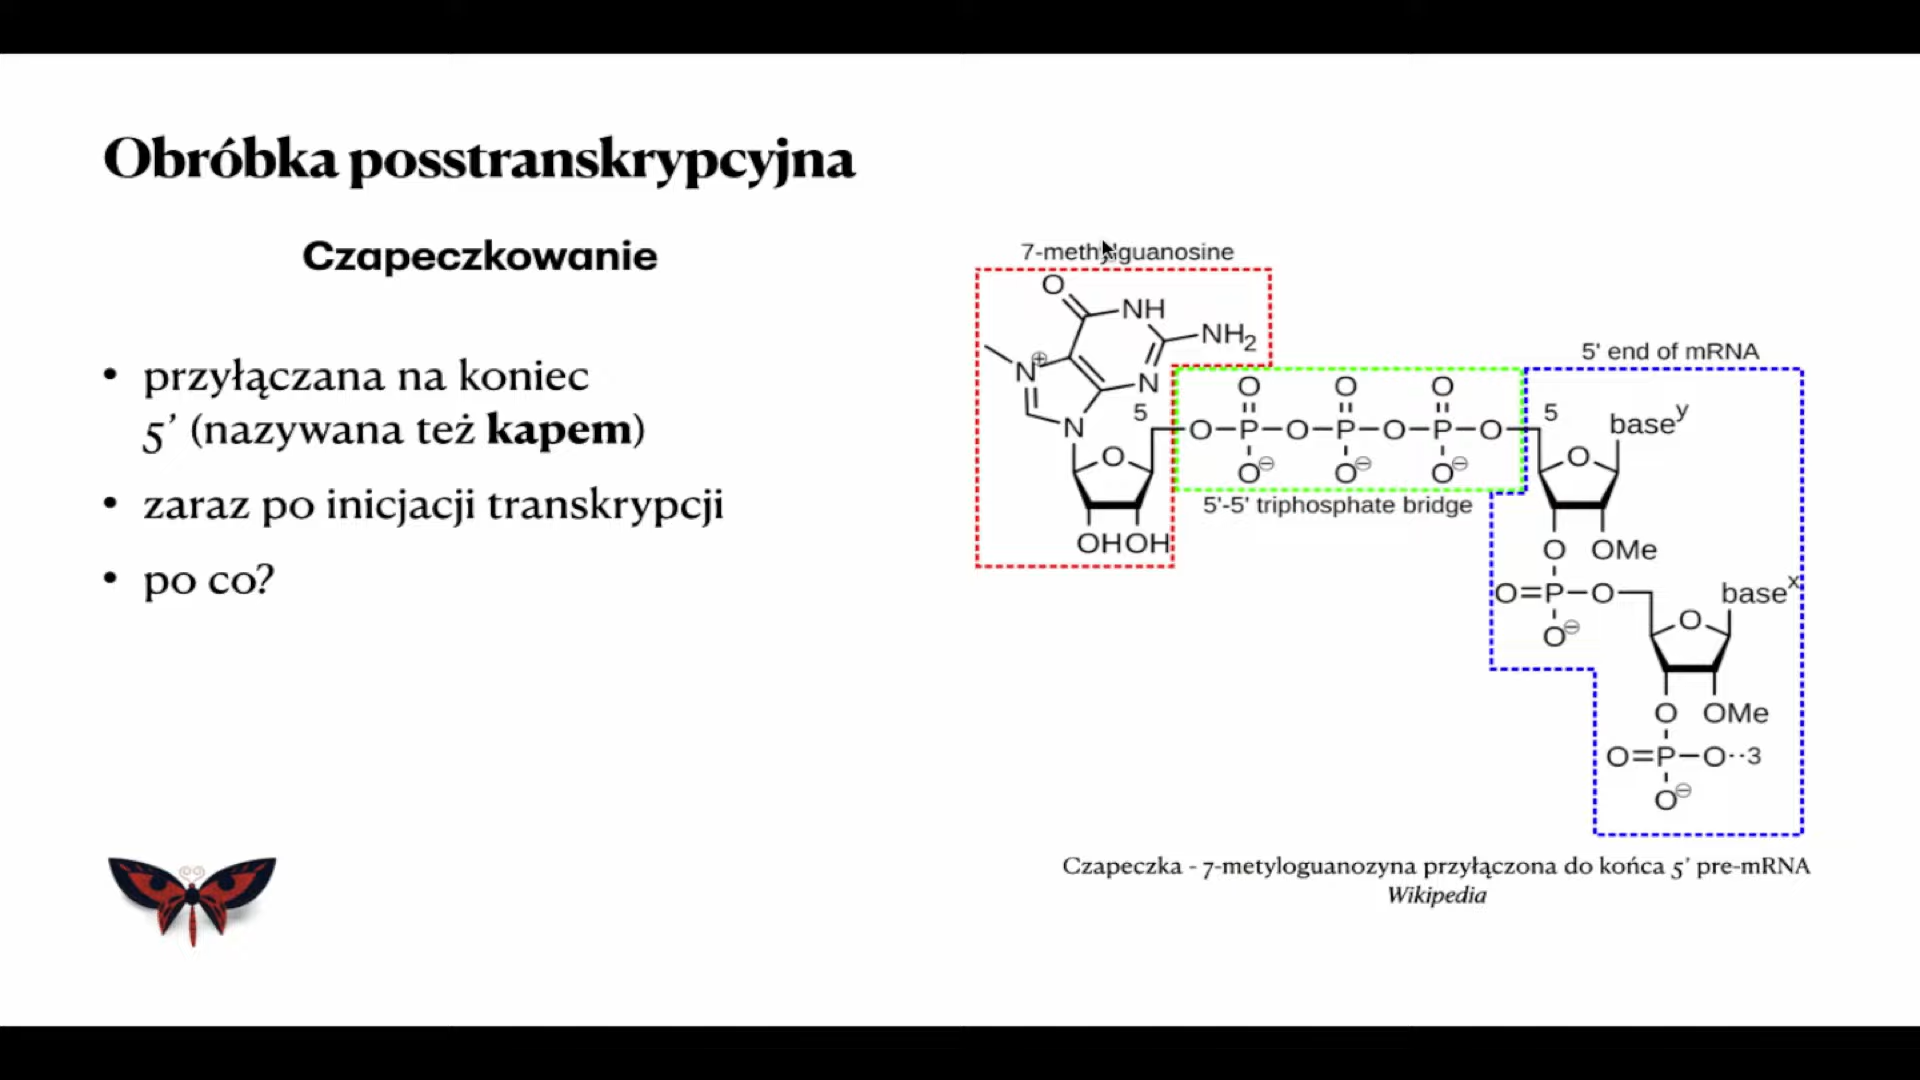 Obróbka posstranskrypcyjna
Czapeczkowanie
• przyłączana na koniec
5’ (nazywana też kapem)
• zaraz po inicjacji transkrypcji
• po co?
7-methylguanosine
O
NH
NH2
N⊕
N
N
5
O
OHOH
O O O
O–P–O–P–O–P–O
O⊖ O⊖ O⊖
5'-5' triphosphate bridge
5' end of mRNA
5
base y
O
O OMe
O=P–O
O⊖
base x
O
O OMe
O=P–O··3
O⊖
Czapeczka - 7-metyloguanozyna przyłączona do końca 5’ pre-mRNA
Wikipedia